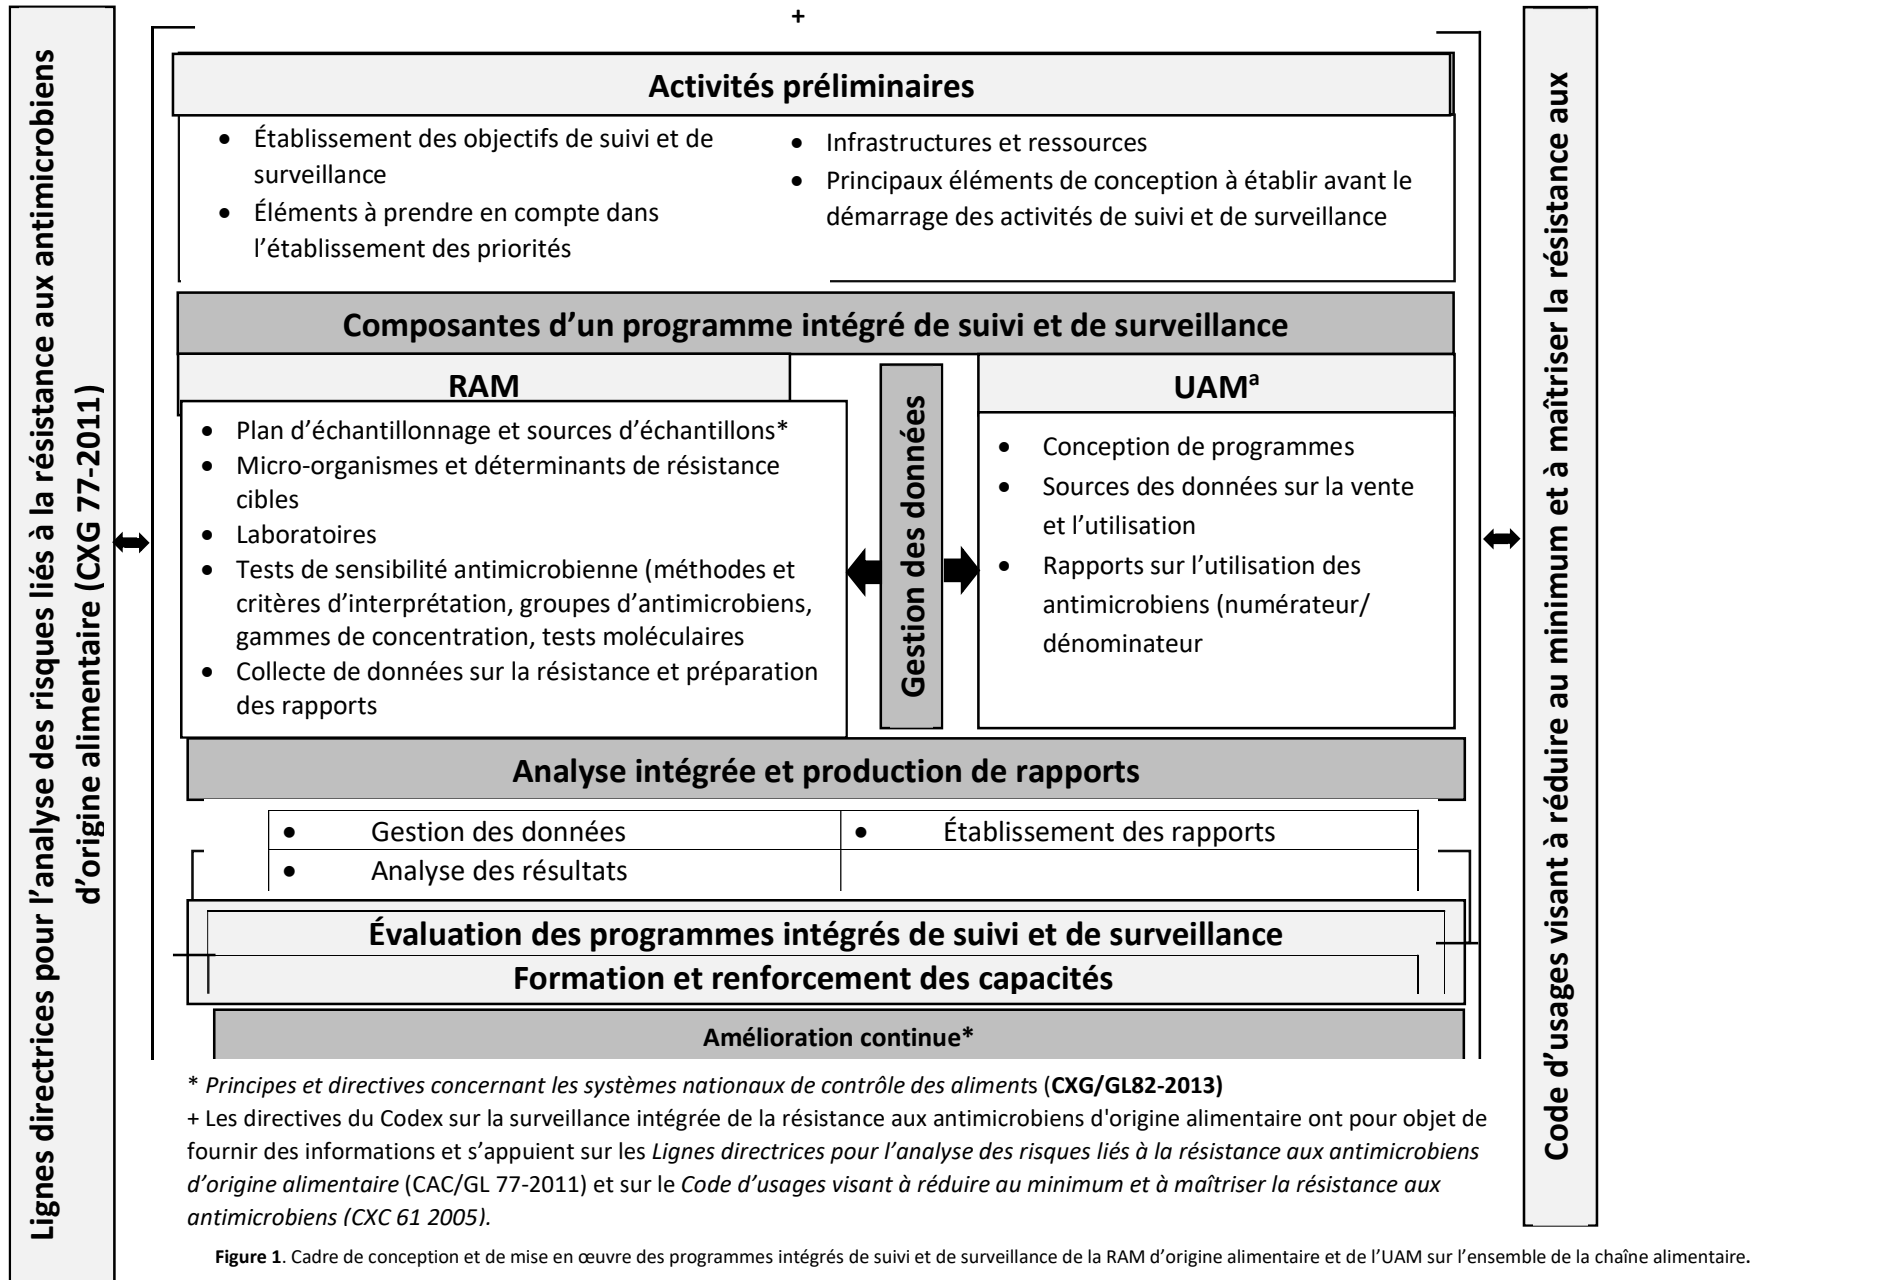 +
Lignes directrices pour l'analyse des risques liés à la résistance aux antimicrobiens
d'origine alimentaire (CXG 77-2011)
Activités préliminaires
• Établissement des objectifs de suivi et de
surveillance
• Éléments à prendre en compte dans
l'établissement des priorités
• Infrastructures et ressources
• Principaux éléments de conception à établir avant le
démarrage des activités de suivi et de surveillance
Composantes d'un programme intégré de suivi et de surveillance
RAM
• Plan d'échantillonnage et sources d'échantillons*
• Micro-organismes et déterminants de résistance
cibles
• Laboratoires
• Tests de sensibilité antimicrobienne (méthodes et
critères d'interprétation, groupes d'antimicrobiens,
gammes de concentration, tests moléculaires
• Collecte de données sur la résistance et préparation
des rapports
Gestion des données
UAMᵃ
• Conception de programmes
• Sources des données sur la vente
et l'utilisation
• Rapports sur l'utilisation des
antimicrobiens (numérateur/
dénominateur
Analyse intégrée et production de rapports
• Gestion des données
• Établissement des rapports
• Analyse des résultats
Évaluation des programmes intégrés de suivi et de surveillance
Formation et renforcement des capacités
Amélioration continue*
Code d'usages visant à réduire au minimum et à maîtriser la résistance aux
* Principes et directives concernant les systèmes nationaux de contrôle des aliments (CXG/GL82-2013)
+ Les directives du Codex sur la surveillance intégrée de la résistance aux antimicrobiens d'origine alimentaire ont pour objet de
fournir des informations et s'appuient sur les Lignes directrices pour l'analyse des risques liés à la résistance aux antimicrobiens
d'origine alimentaire (CAC/GL 77-2011) et sur le Code d'usages visant à réduire au minimum et à maîtriser la résistance aux
antimicrobiens (CXC 61 2005).
Figure 1. Cadre de conception et de mise en œuvre des programmes intégrés de suivi et de surveillance de la RAM d'origine alimentaire et de l'UAM sur l'ensemble de la chaîne alimentaire.